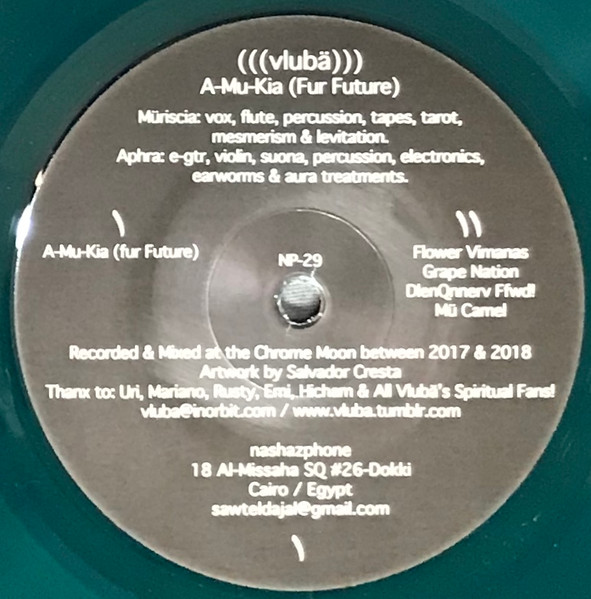 (((vlubä)))
A-Mu-Kia (Fur Future)
Müriscia: vox, flute, percussion, tapes, tarot,
mesmerism & levitation.
Aphra: e-gtr, violin, suona, percussion, electronics,
earworms & aura treatments.
\
A-Mu-Kia (fur Future)
NP-29
\\
Flower Vimanas
Grape Nation
DlenQnnerv Ffwd!
Mü Camel
Recorded & Mixed at the Chrome Moon between 2017 & 2018
Artwork by Salvador Cresta
Thanx to: Uri, Mariano, Rusty, Emi, Hicham & All Vlubä's Spiritual Fans!
vluba@inorbit.com / www.vluba.tumblr.com
nashazphone
18 Al-Missaha SQ #26-Dokki
Cairo / Egypt
sawteldajal@gmail.com
\